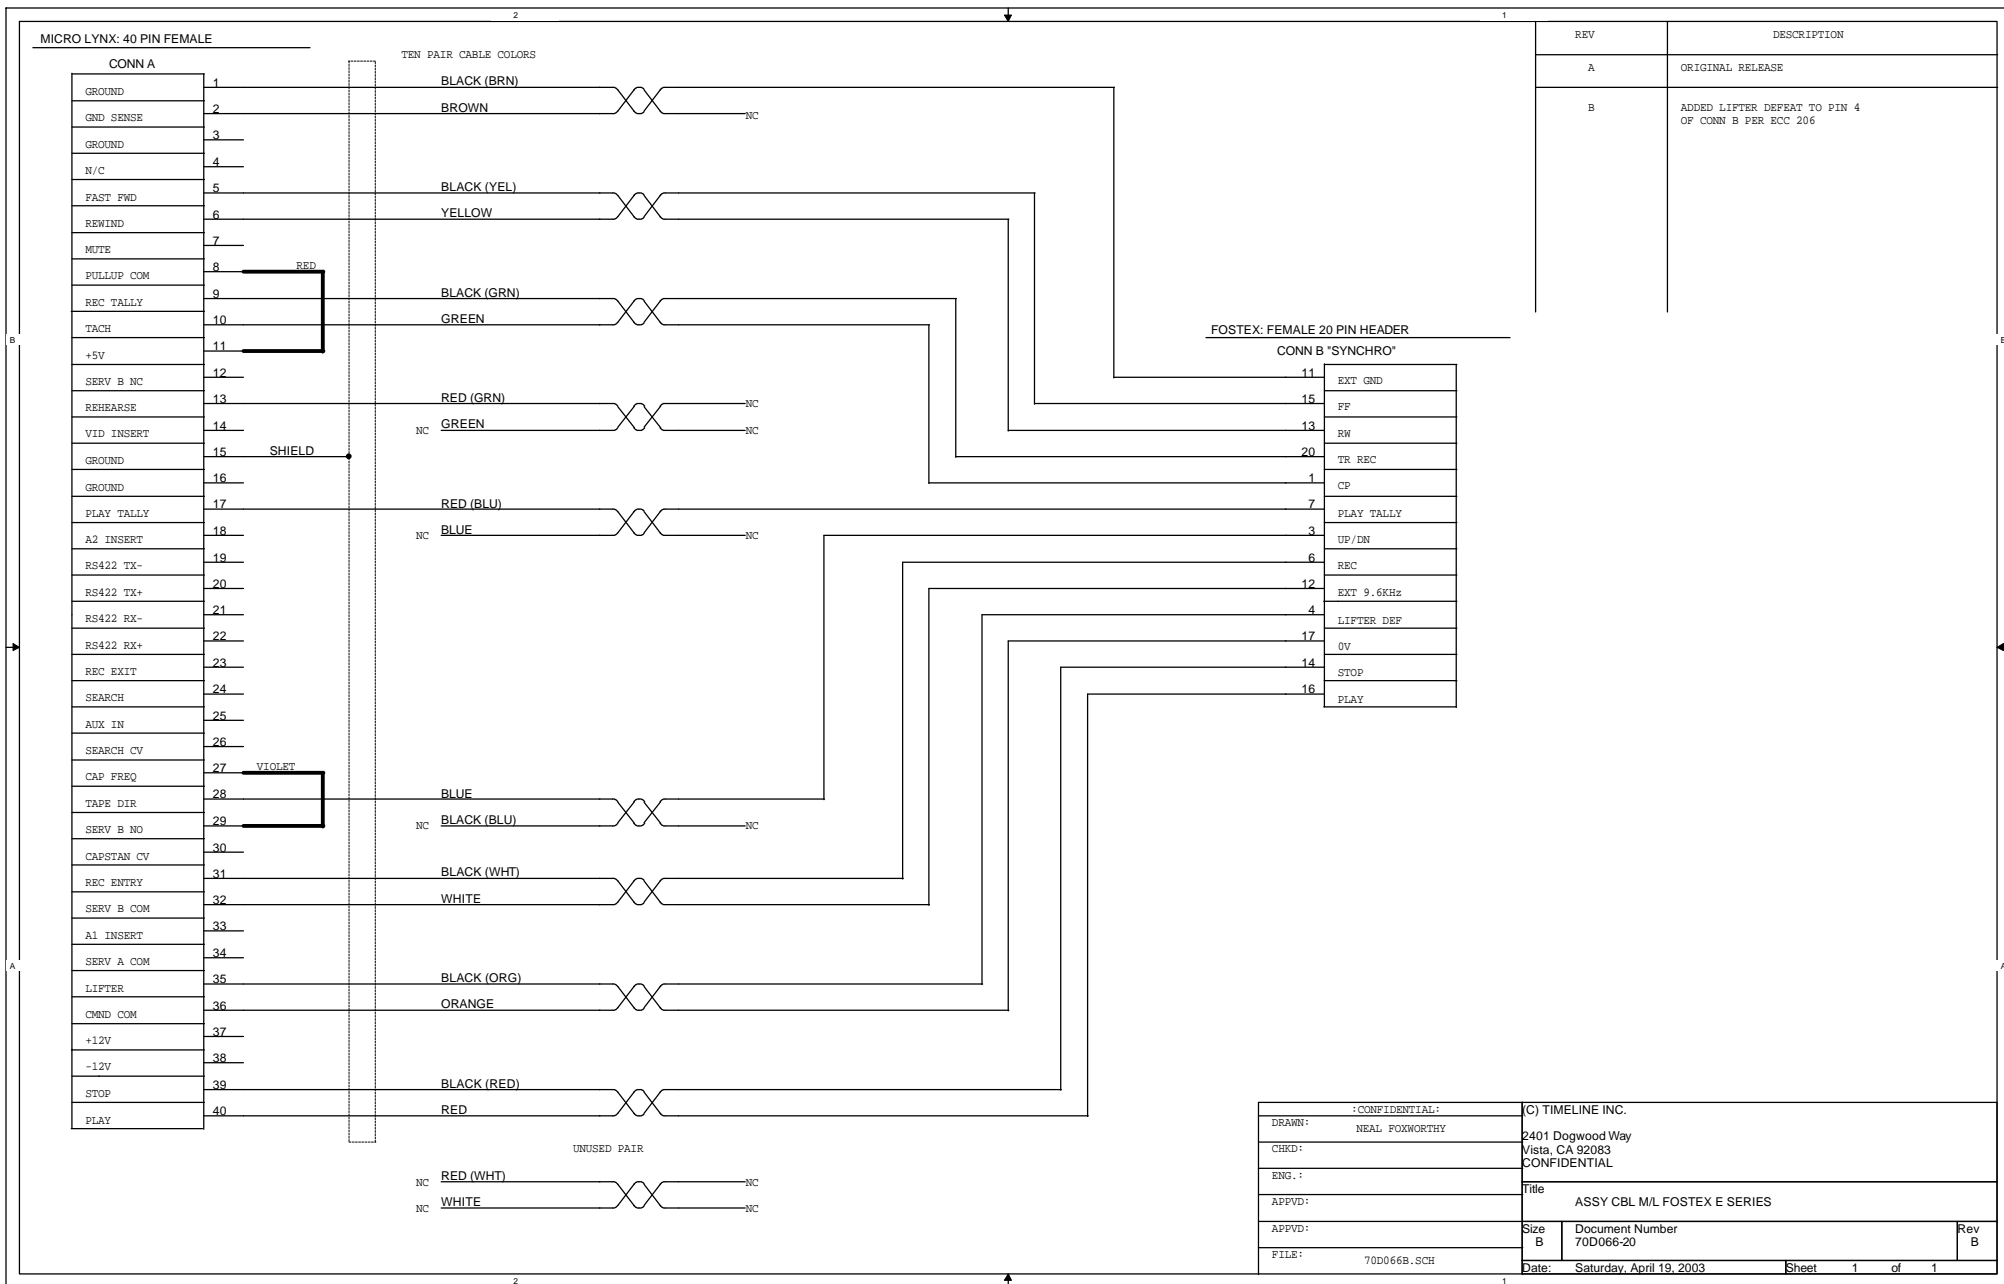 2
1
MICRO LYNX: 40 PIN FEMALE
CONN A
TEN PAIR CABLE COLORS
GROUND 1 BLACK (BRN)
GND SENSE 2 BROWN NC
GROUND 3
N/C 4
FAST FWD 5 BLACK (YEL)
REWIND 6 YELLOW
MUTE 7
PULLUP COM 8 RED
REC TALLY 9 BLACK (GRN)
TACH 10 GREEN
+5V 11
SERV B NC 12
REHEARSE 13 RED (GRN) NC
VID INSERT 14 NC GREEN NC
GROUND 15 SHIELD
GROUND 16
PLAY TALLY 17 RED (BLU)
A2 INSERT 18 NC BLUE NC
RS422 TX- 19
RS422 TX+ 20
RS422 RX- 21
RS422 RX+ 22
REC EXIT 23
SEARCH 24
AUX IN 25
SEARCH CV 26
CAP FREQ 27 VIOLET
TAPE DIR 28 BLUE
SERV B NO 29 NC BLACK (BLU) NC
CAPSTAN CV 30
REC ENTRY 31 BLACK (WHT)
SERV B COM 32 WHITE
A1 INSERT 33
SERV A COM 34
LIFTER 35 BLACK (ORG)
CMND COM 36 ORANGE
+12V 37
-12V 38
STOP 39 BLACK (RED)
PLAY 40 RED
UNUSED PAIR
NC RED (WHT) NC
NC WHITE NC
FOSTEX: FEMALE 20 PIN HEADER
CONN B "SYNCHRO"
11 EXT GND
15 FF
13 RW
20 TR REC
1 CP
7 PLAY TALLY
3 UP/DN
6 REC
12 EXT 9.6KHz
4 LIFTER DEF
17 0V
14 STOP
16 PLAY
REV DESCRIPTION
A ORIGINAL RELEASE
B ADDED LIFTER DEFEAT TO PIN 4
OF CONN B PER ECC 206
B
B
A
A
:CONFIDENTIAL:
DRAWN: NEAL FOXWORTHY
CHKD:
ENG.:
APPVD:
APPVD:
FILE: 70D066B.SCH
(C) TIMELINE INC.
2401 Dogwood Way
Vista, CA 92083
CONFIDENTIAL
Title
ASSY CBL M/L FOSTEX E SERIES
Size Document Number Rev
B 70D066-20 B
Date: Saturday, April 19, 2003 Sheet 1 of 1
2
1